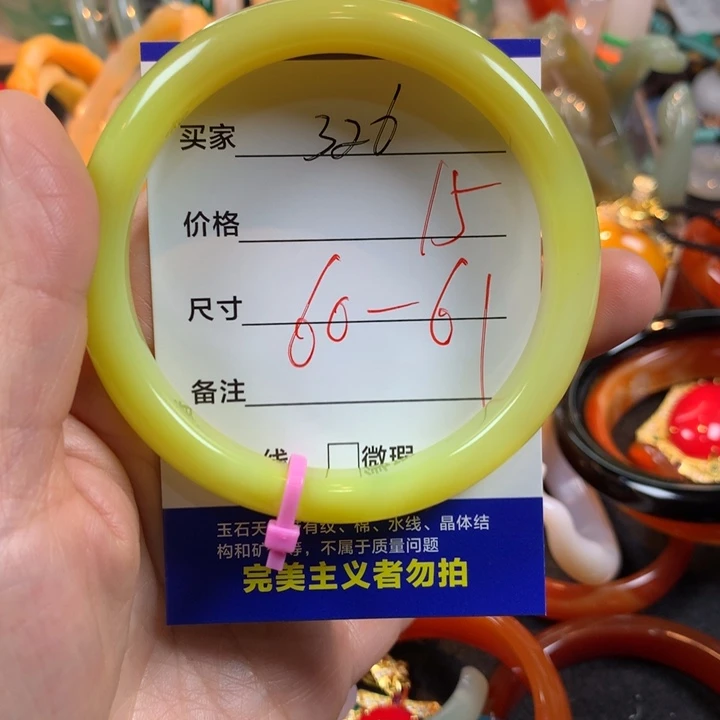 买家 326
价格 15
尺寸 60-61
备注
线 □微瑕
玉石天 有纹、棉、水线、晶体结
构和矿 等，不属于质量问题
完美主义者勿拍